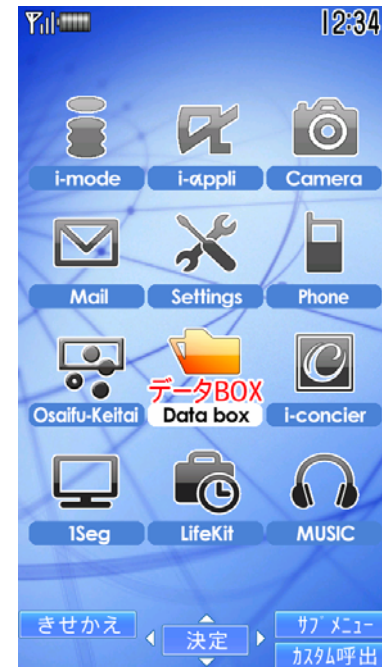 12:34
i-mode
i-αppli
Camera
Mail
Settings
Phone
Osaifu-Keitai
データBOX
Data box
i-concier
1Seg
LifeKit
MUSIC
きせかえ
決定
サブメニュー
カスタム呼出